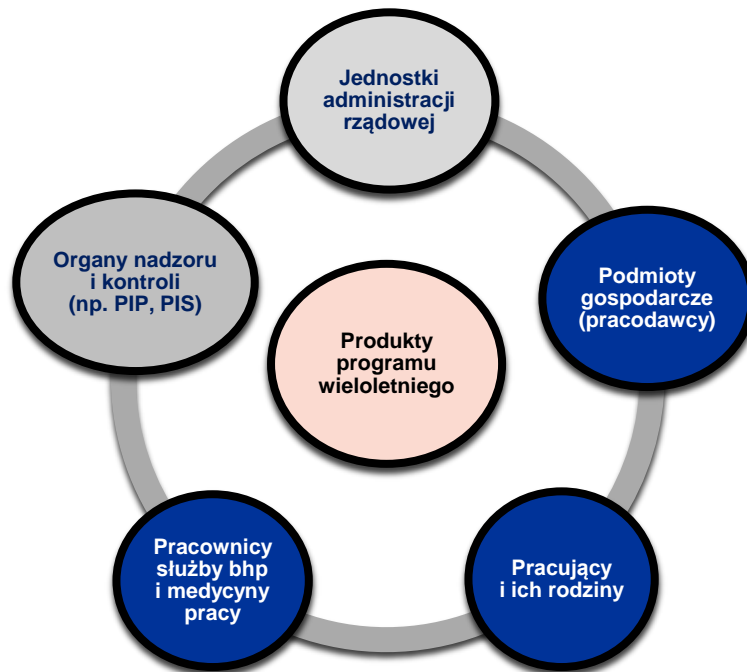 Jednostki
administracji
rządowej
Organy nadzoru
i kontroli
(np. PIP, PIS)
Podmioty
gospodarcze
(pracodawcy)
Produkty
programu
wieloletniego
Pracownicy
służby bhp
i medycyny
pracy
Pracujący
i ich rodziny